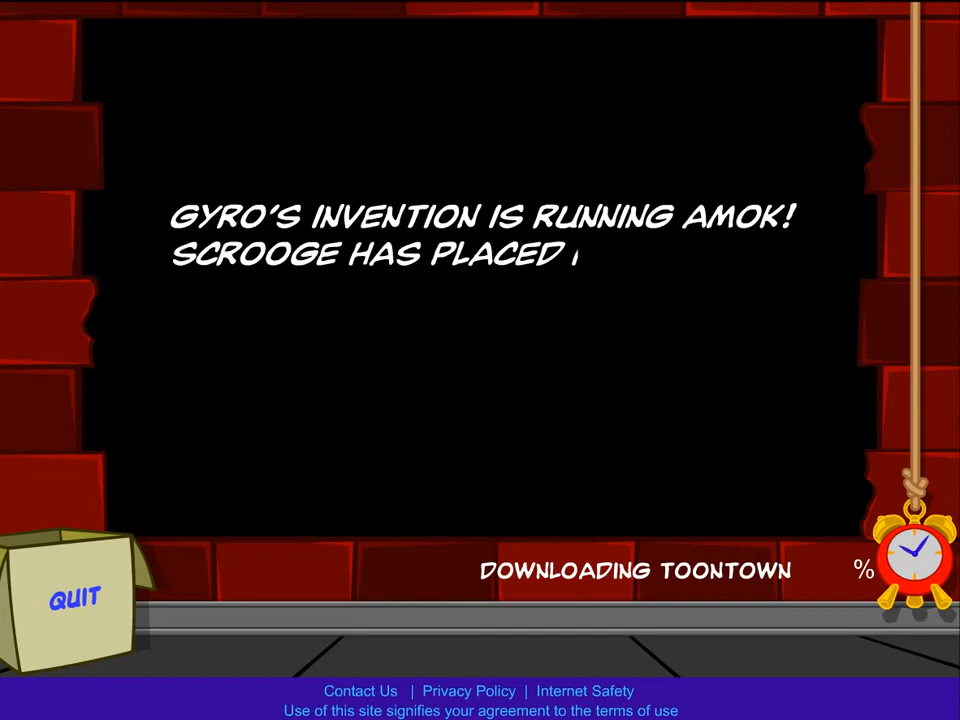 GYRO'S INVENTION IS RUNNING AMOK!
SCROOGE HAS PLACED
DOWNLOADING TOONTOWN %
QUIT
Contact Us | Privacy Policy | Internet Safety
Use of this site signifies your agreement to the terms of use